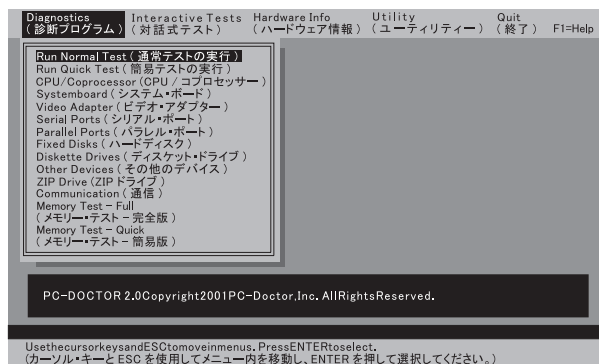 Diagnostics Interactive Tests Hardware Info Utility Quit
(診断プログラム) (対話式テスト) (ハードウェア情報) (ユーティリティー) (終了) F1=Help
Run Normal Test(通常テストの実行)
Run Quick Test(簡易テストの実行)
CPU/Coprocessor(CPU / コプロセッサー)
Systemboard(システム・ボード)
Video Adapter(ビデオ・アダプター)
Serial Ports(シリアル・ポート)
Parallel Ports(パラレル・ポート)
Fixed Disks(ハードディスク)
Diskette Drives(ディスケット・ドライブ)
Other Devices(その他のデバイス)
ZIP Drive(ZIP ドライブ)
Communication(通信)
Memory Test - Full
(メモリー・テスト - 完全版)
Memory Test - Quick
(メモリー・テスト - 簡易版)
PC-DOCTOR 2.0Copyright2001PC-Doctor,Inc. AllRightsReserved.
UsethecursorkeysandESCtomoveinmenus. PressENTERtoselect.
(カーソル・キーと ESC を使用してメニュー内を移動し、ENTER を押して選択してください。)